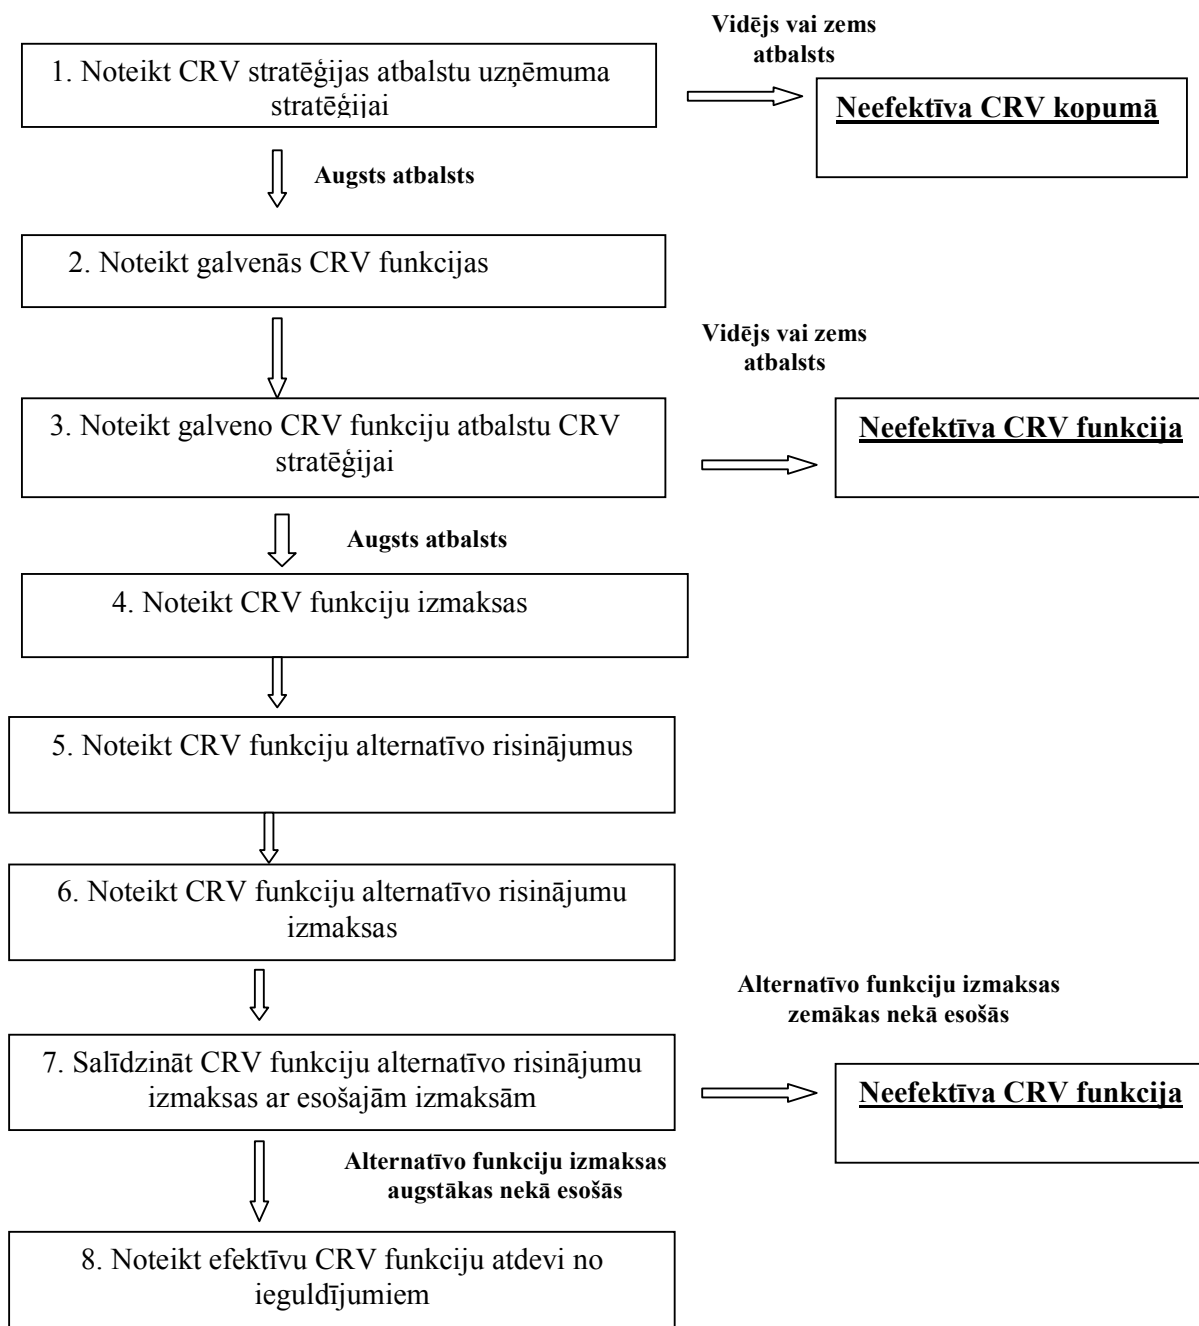 Vidējs vai zems
atbalsts
1. Noteikt CRV stratēģijas atbalstu uzņēmuma
stratēģijai
Neefektīva CRV kopumā
Augsts atbalsts
2. Noteikt galvenās CRV funkcijas
Vidējs vai zems
atbalsts
3. Noteikt galveno CRV funkciju atbalstu CRV
stratēģijai
Neefektīva CRV funkcija
Augsts atbalsts
4. Noteikt CRV funkciju izmaksas
5. Noteikt CRV funkciju alternatīvo risinājumus
6. Noteikt CRV funkciju alternatīvo risinājumu
izmaksas
Alternatīvo funkciju izmaksas
zemākas nekā esošās
7. Salīdzināt CRV funkciju alternatīvo risinājumu
izmaksas ar esošajām izmaksām
Neefektīva CRV funkcija
Alternatīvo funkciju izmaksas
augstākas nekā esošās
8. Noteikt efektīvu CRV funkciju atdevi no
ieguldījumiem